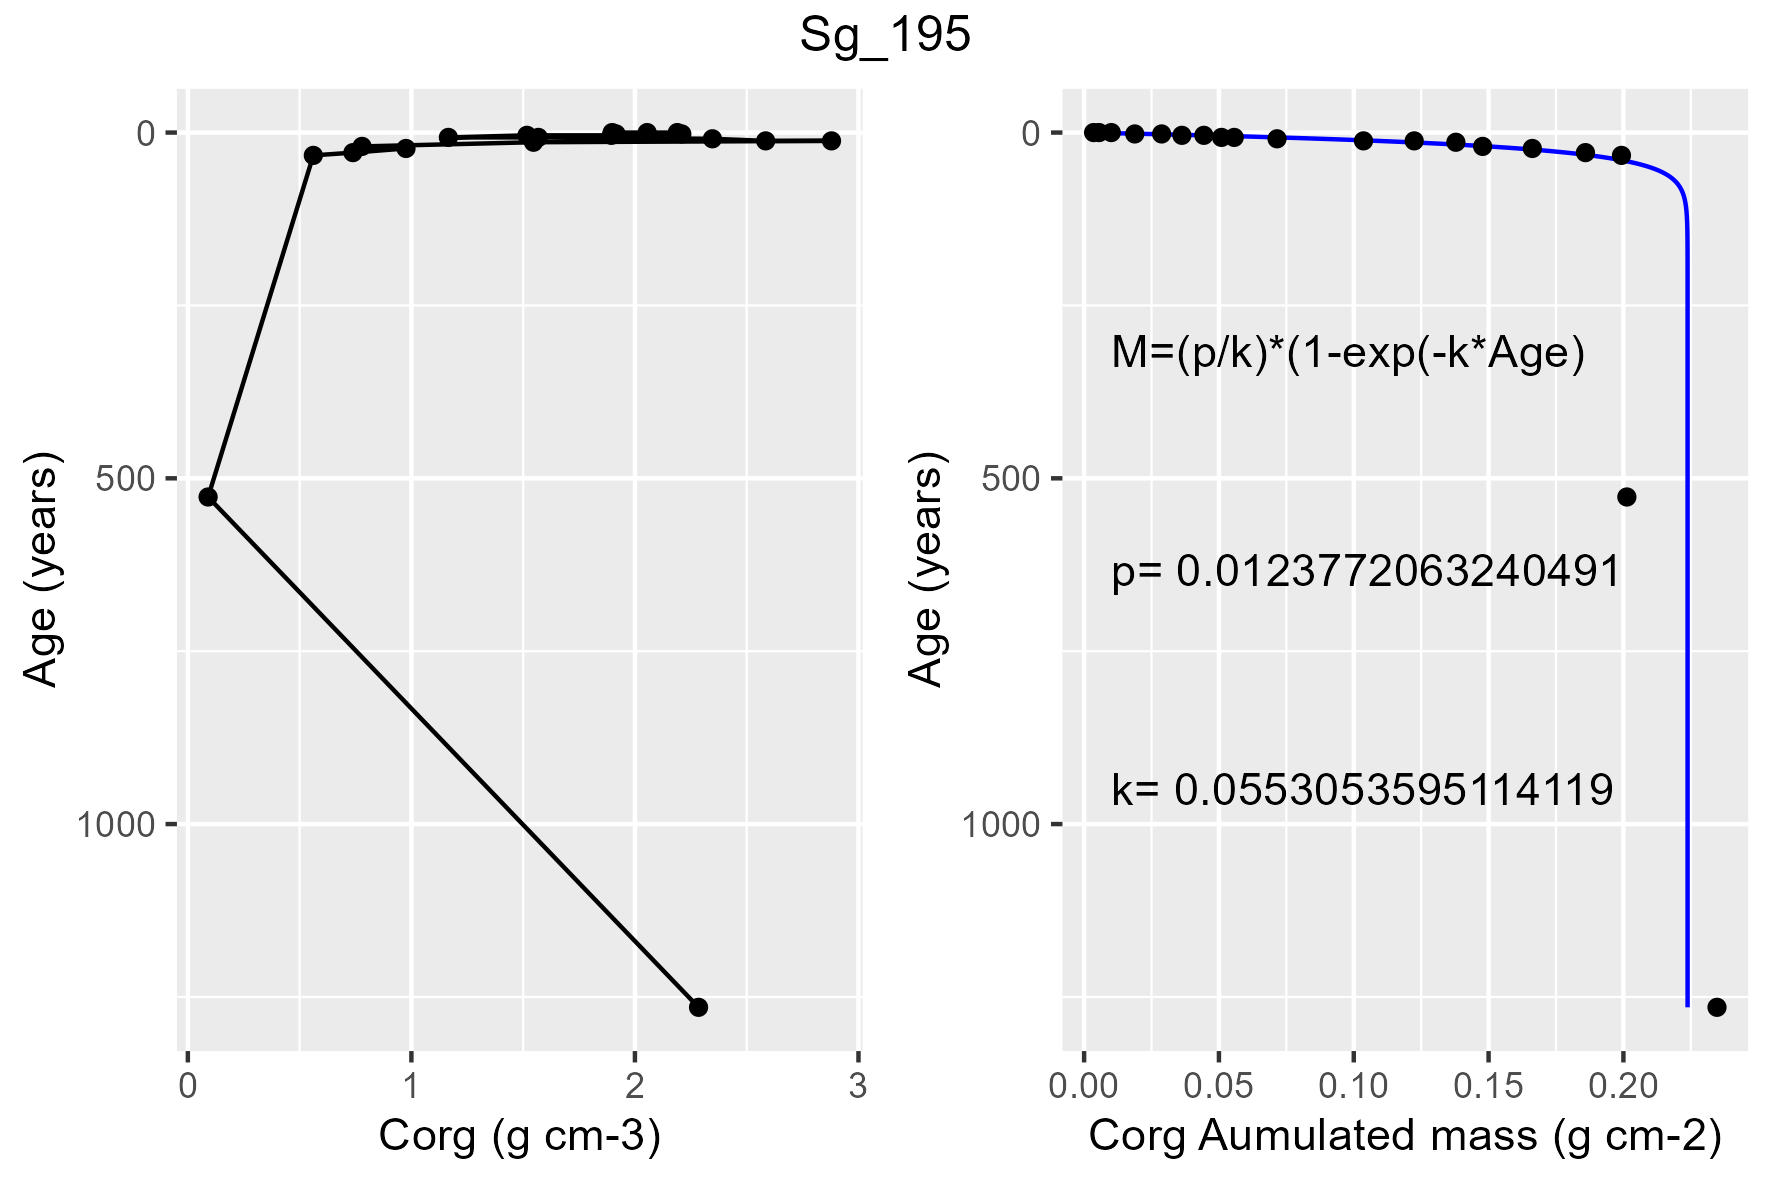 Sg_195
0
500
1000
Age (years)
0 1 2 3
Corg (g cm-3)
0
500
1000
Age (years)
M=(p/k)*(1-exp(-k*Age)
p= 0.0123772063240491
k= 0.0553053595114119
0.00 0.05 0.10 0.15 0.20
Corg Aumulated mass (g cm-2)